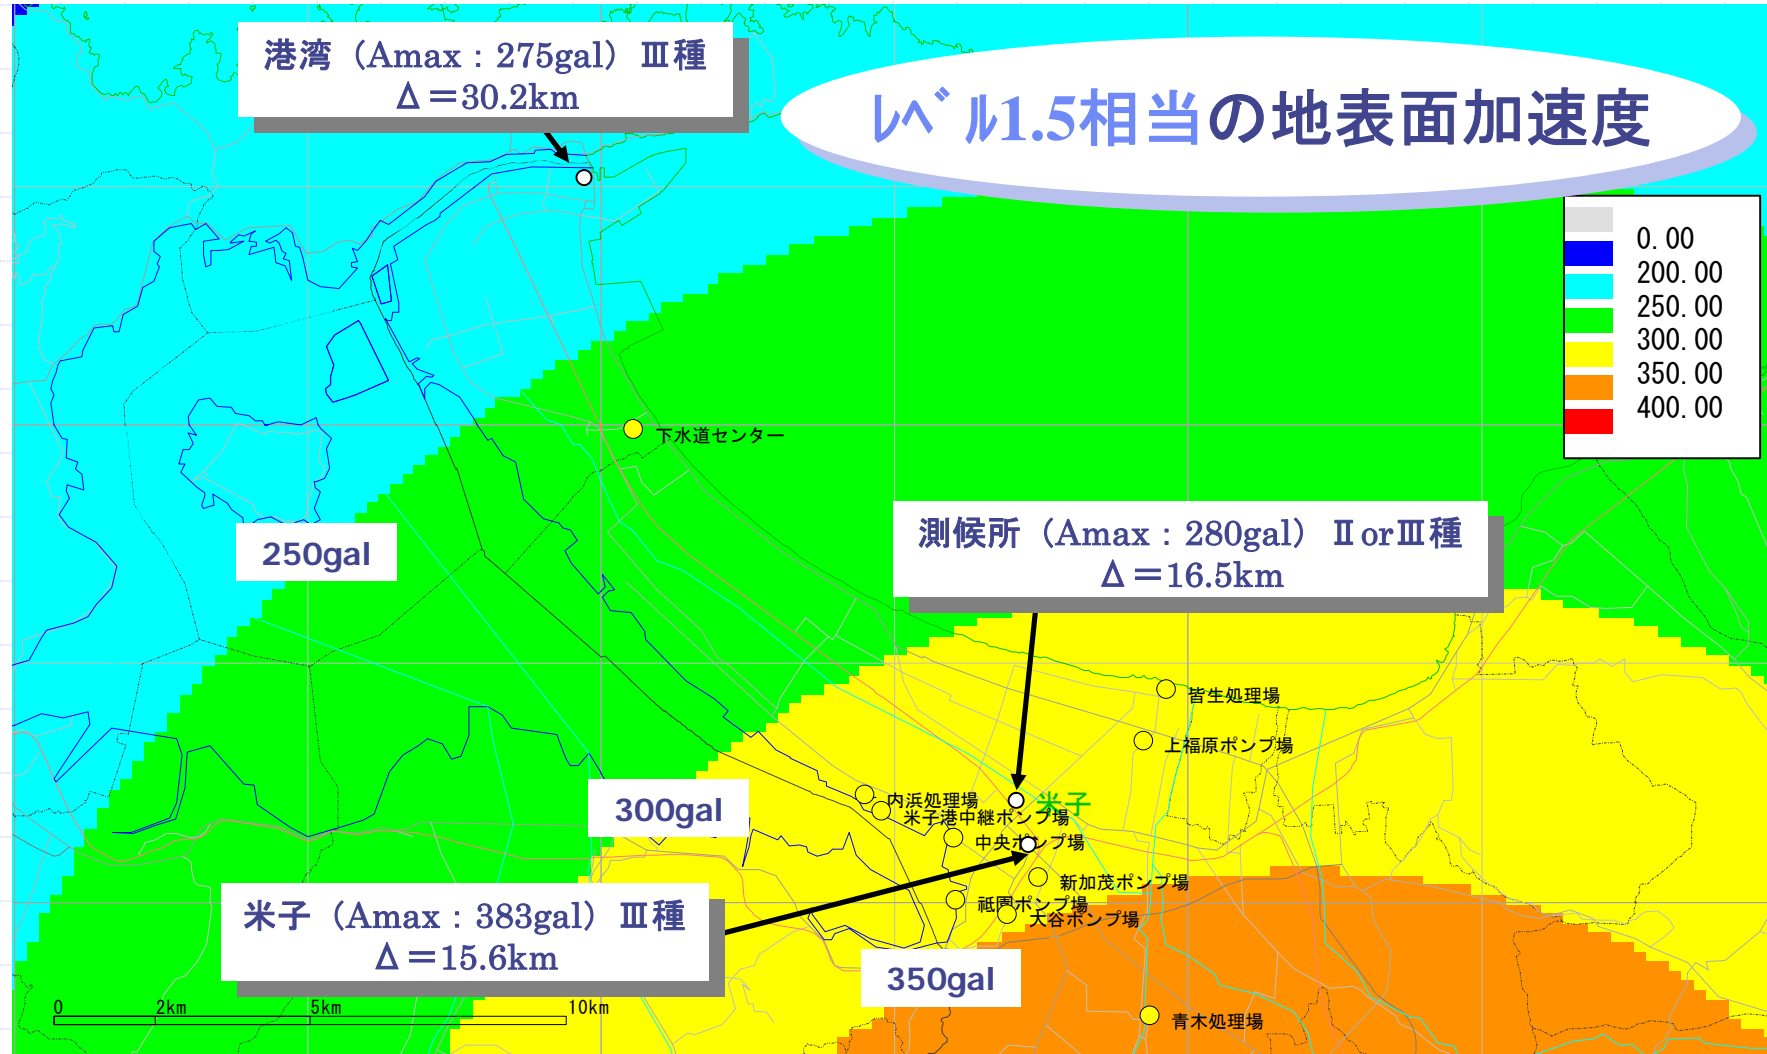 港湾（Amax：275gal）Ⅲ種
Δ＝30.2km
ﾚﾍﾞﾙ1.5相当の地表面加速度
0.00
200.00
250.00
300.00
350.00
400.00
下水道センター
測候所（Amax：280gal）ⅡorⅢ種
Δ＝16.5km
250gal
皆生処理場
上福原ポンプ場
300gal
内浜処理場
米子
米子港中継ポンプ場
中央ポンプ場
新加茂ポンプ場
祗園ポンプ場
大谷ポンプ場
米子（Amax：383gal）Ⅲ種
Δ＝15.6km
350gal
0 2km 5km 10km
青木処理場